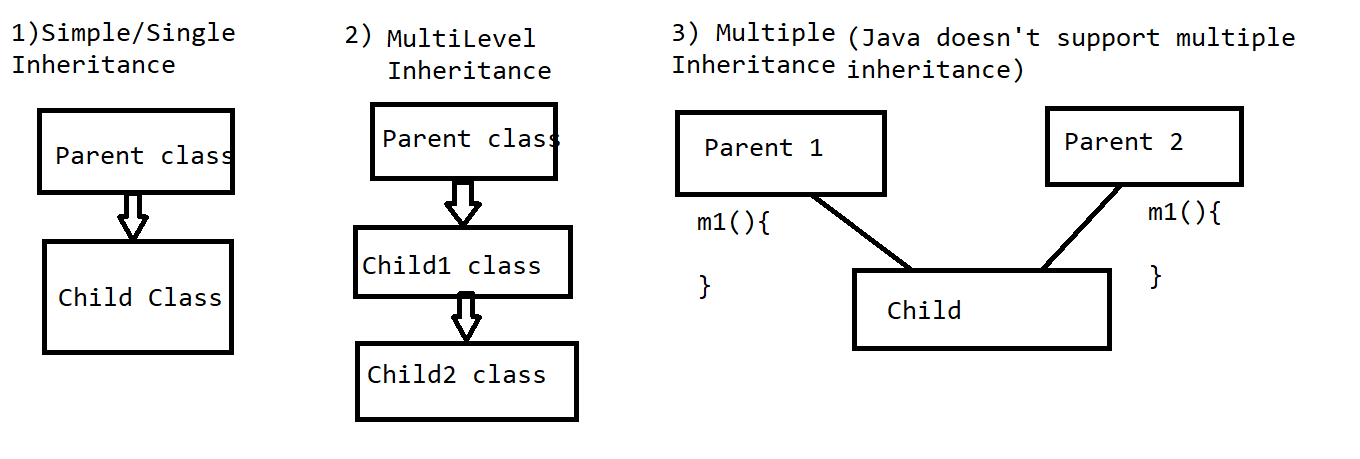 1)Simple/Single
Inheritance
Parent class
Child Class
2) MultiLevel
Inheritance
Parent class
Child1 class
Child2 class
3) Multiple (Java doesn't support multiple
Inheritance inheritance)
Parent 1
Parent 2
m1(){
}
m1(){
}
Child